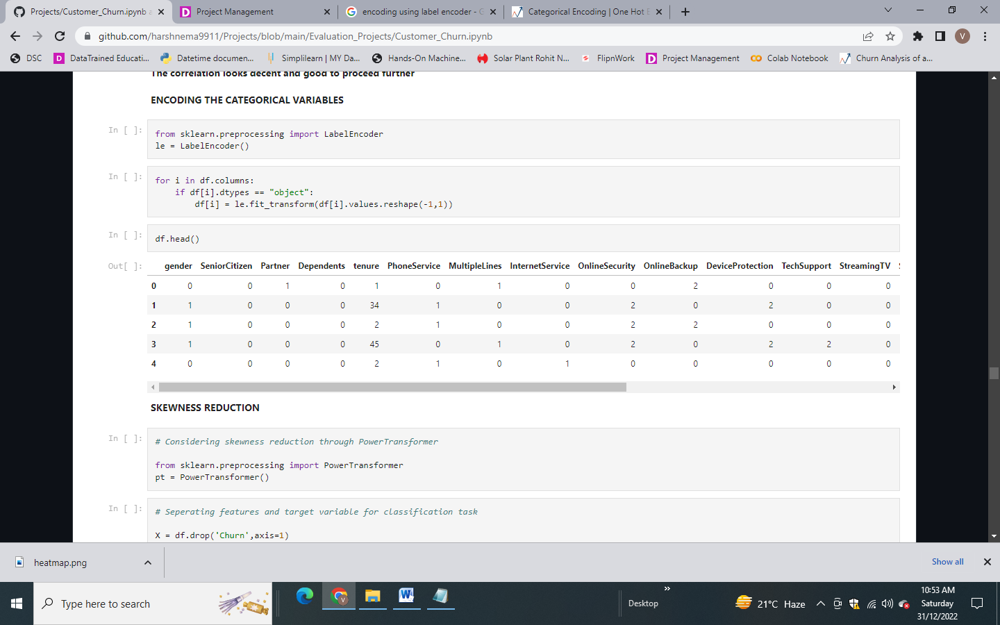 Projects/Customer_Churn.ipynb a
Project Management
encoding using label encoder - G
Categorical Encoding | One Hot E
github.com/harshnema9911/Projects/blob/main/Evaluation_Projects/Customer_Churn.ipynb
V
DSC
DataTrained Educati...
Datetime documen...
Simplilearn | MY Da...
Hands-On Machine...
Solar Plant Rohit N...
FlipnWork
Project Management
Colab Notebook
Churn Analysis of a...
The correlation looks decent and good to proceed further
ENCODING THE CATEGORICAL VARIABLES
In [ ]:
from sklearn.preprocessing import LabelEncoder
le = LabelEncoder()
In [ ]:
for i in df.columns:
    if df[i].dtypes == "object":
        df[i] = le.fit_transform(df[i].values.reshape(-1,1))
In [ ]:
df.head()
Out[ ]:
gender SeniorCitizen Partner Dependents tenure PhoneService MultipleLines InternetService OnlineSecurity OnlineBackup DeviceProtection TechSupport StreamingTV
0 0 0 1 0 1 0 1 0 0 2 0 0 0
1 1 0 0 0 34 1 0 0 2 0 2 0 0
2 1 0 0 0 2 1 0 0 2 2 0 0 0
3 1 0 0 0 45 0 1 0 2 0 2 2 0
4 0 0 0 0 2 1 0 1 0 0 0 0 0
SKEWNESS REDUCTION
In [ ]:
# Considering skewness reduction through PowerTransformer
from sklearn.preprocessing import PowerTransformer
pt = PowerTransformer()
In [ ]:
# Seperating features and target variable for classification task
X = df.drop('Churn',axis=1)
heatmap.png
Show all
Type here to search
Desktop
21°C Haze
10:53 AM
Saturday
31/12/2022